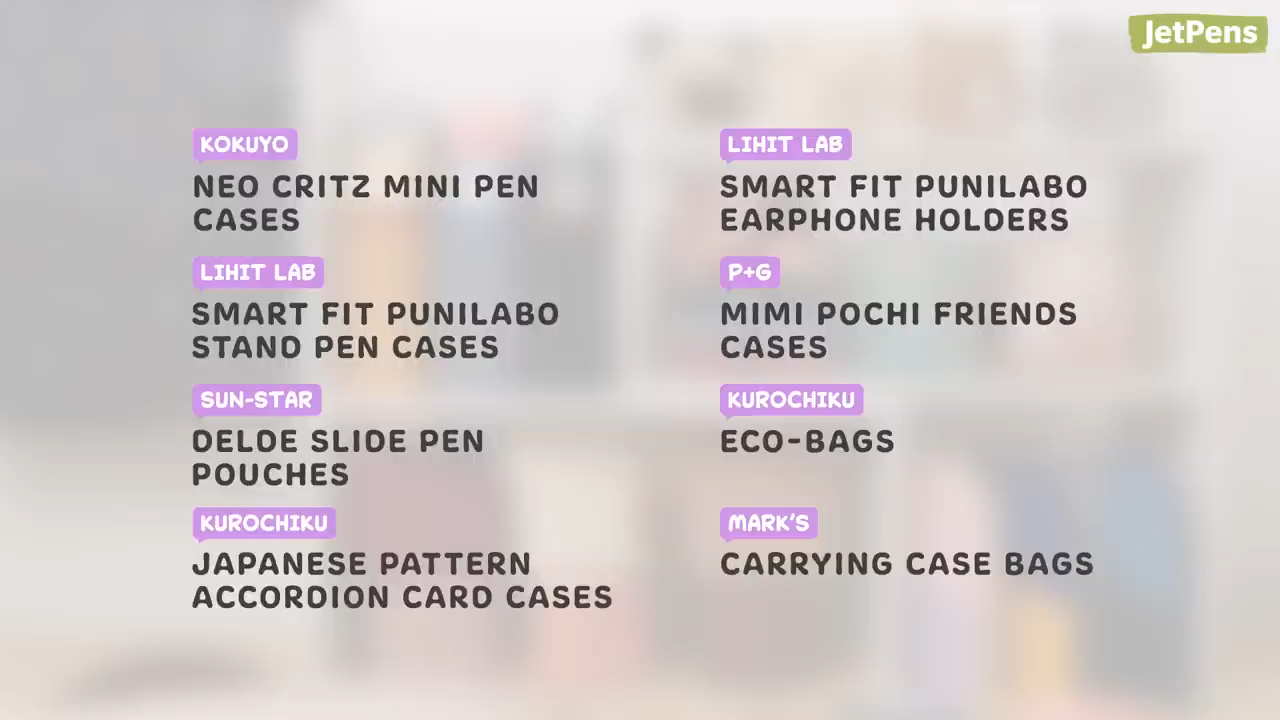 JetPens
KOKUYO
NEO CRITZ MINI PEN
CASES
LIHIT LAB
SMART FIT PUNILABO
STAND PEN CASES
SUN-STAR
DELDE SLIDE PEN
POUCHES
KUROCHIKU
JAPANESE PATTERN
ACCORDION CARD CASES
LIHIT LAB
SMART FIT PUNILABO
EARPHONE HOLDERS
P+G
MIMI POCHI FRIENDS
CASES
KUROCHIKU
ECO-BAGS
MARK'S
CARRYING CASE BAGS